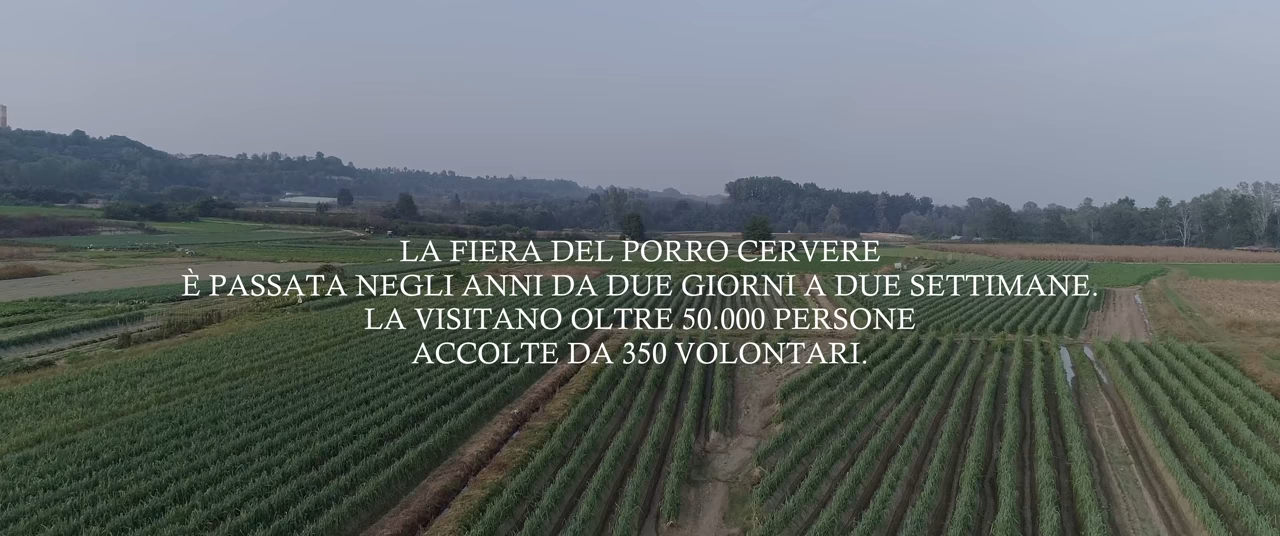 LA FIERA DEL PORRO CERVERE
È PASSATA NEGLI ANNI DA DUE GIORNI A DUE SETTIMANE.
LA VISITANO OLTRE 50.000 PERSONE
ACCOLTE DA 350 VOLONTARI.